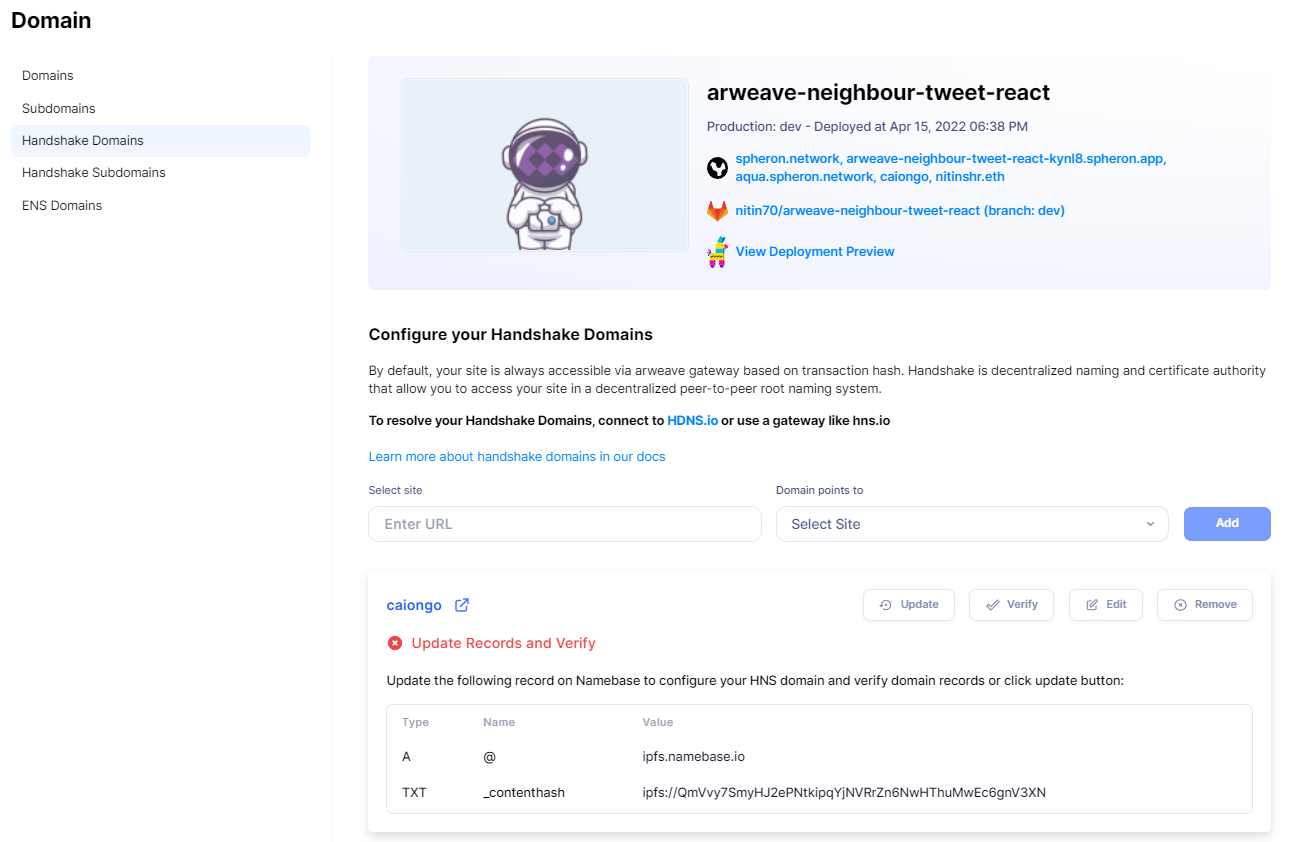 Domain
Domains
Subdomains
Handshake Domains
Handshake Subdomains
ENS Domains
arweave-neighbour-tweet-react
Production: dev - Deployed at Apr 15, 2022 06:38 PM
spheron.network, arweave-neighbour-tweet-react-kynl8.spheron.app,
aqua.spheron.network, caiongo, nitinshr.eth
nitin70/arweave-neighbour-tweet-react (branch: dev)
View Deployment Preview
Configure your Handshake Domains
By default, your site is always accessible via arweave gateway based on transaction hash. Handshake is decentralized naming and certificate authority
that allow you to access your site in a decentralized peer-to-peer root naming system.
To resolve your Handshake Domains, connect to HDNS.io or use a gateway like hns.io
Learn more about handshake domains in our docs
Select site Domain points to
Enter URL Select Site Add
caiongo Update Verify Edit Remove
Update Records and Verify
Update the following record on Namebase to configure your HNS domain and verify domain records or click update button:
Type Name Value
A @ ipfs.namebase.io
TXT _contenthash ipfs://QmVvy7SmyHJ2ePNtkipqYjNVRrZn6NwHThuMwEc6gnV3XN